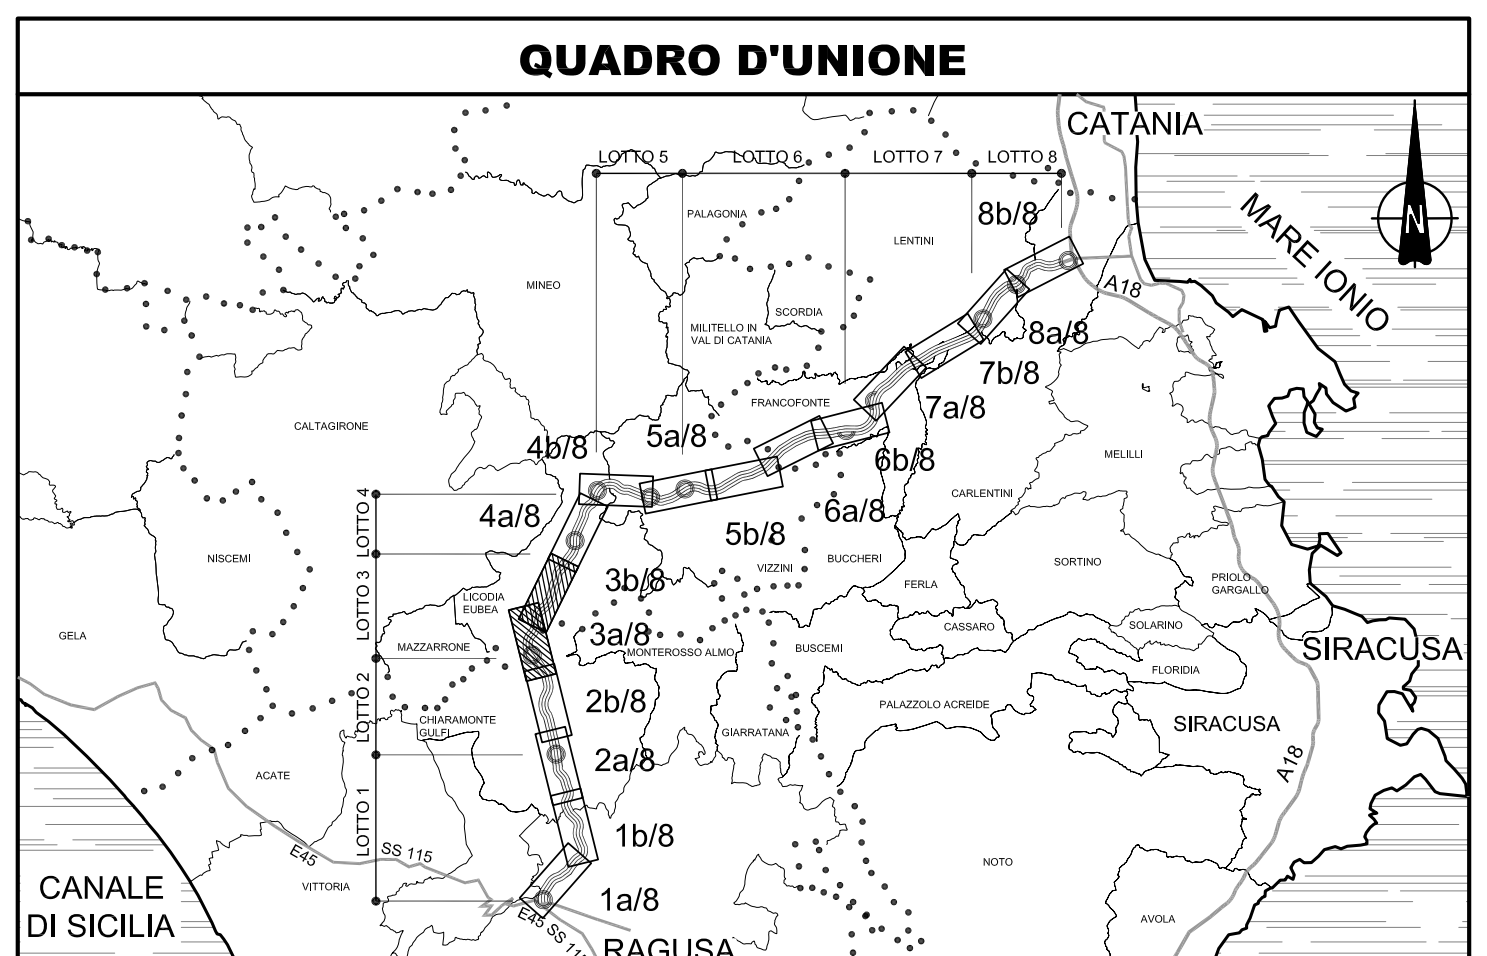 QUADRO D'UNIONE
CATANIA
LOTTO 5
LOTTO 6
LOTTO 7
LOTTO 8
MARE IONIO
N
PALAGONIA
8b/8
LENTINI
MINEO
A18
SCORDIA
MILITELLO IN
VAL DI CATANIA
8a/8
7b/8
FRANCOFONTE
7a/8
CALTAGIRONE
4b/8
5a/8
6b/8
MELILLI
CARLENTINI
LOTTO 4
4a/8
6a/8
5b/8
NISCEMI
VIZZINI
BUCCHERI
SORTINO
FERLA
PRIOLO
GARGALLO
LOTTO 3
3b/8
LICODIA
EUBEA
GELA
MAZZARRONE
3a/8
MONTEROSSO ALMO
BUSCEMI
CASSARO
SOLARINO
SIRACUSA
FLORIDIA
LOTTO 2
2b/8
PALAZZOLO ACREIDE
CHIARAMONTE
GULFI
GIARRATANA
SIRACUSA
2a/8
A18
ACATE
LOTTO 1
1b/8
E45
SS 115
NOTO
VITTORIA
CANALE
DI SICILIA
1a/8
AVOLA
E45 SS 11
RAGUSA